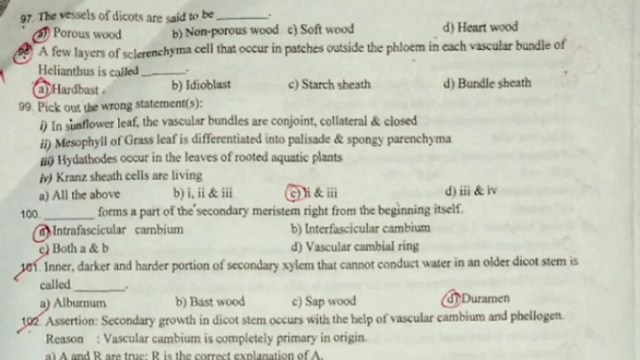 97. The vessels of dicots are said to be ________.
a) Porous wood b) Non-porous wood c) Soft wood d) Heart wood
98. A few layers of sclerenchyma cell that occur in patches outside the phloem in each vascular bundle of
Helianthus is called ________.
a) Hardbast . b) Idioblast c) Starch sheath d) Bundle sheath
99. Pick out the wrong statement(s):
i) In sunflower leaf, the vascular bundles are conjoint, collateral & closed
ii) Mesophyll of Grass leaf is differentiated into palisade & spongy parenchyma
iii) Hydathodes occur in the leaves of rooted aquatic plants
iv) Kranz sheath cells are living
a) All the above b) i, ii & iii c) ii & iii d) iii & iv
100. ________ forms a part of the secondary meristem right from the beginning itself.
a) Intrafascicular cambium b) Interfascicular cambium
c) Both a & b d) Vascular cambial ring
101. Inner, darker and harder portion of secondary xylem that cannot conduct water in an older dicot stem is
called ________.
a) Alburnum b) Bast wood c) Sap wood d) Duramen
102. Assertion: Secondary growth in dicot stem occurs with the help of vascular cambium and phellogen.
Reason : Vascular cambium is completely primary in origin.
a) A and R are true; R is the correct explanation of A.